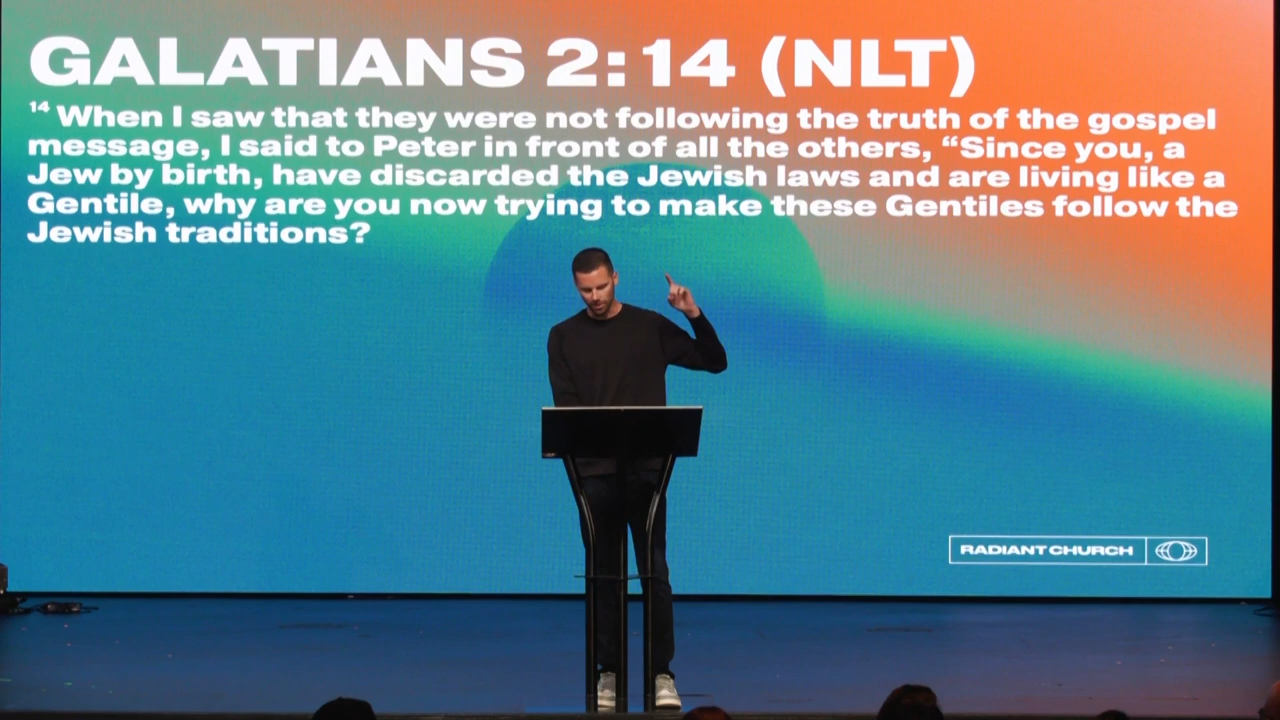 GALATIANS 2:14 (NLT)
14 When I saw that they were not following the truth of the gospel
message, I said to Peter in front of all the others, “Since you, a
Jew by birth, have discarded the Jewish laws and are living like a
Gentile, why are you now trying to make these Gentiles follow the
Jewish traditions?
RADIANT CHURCH